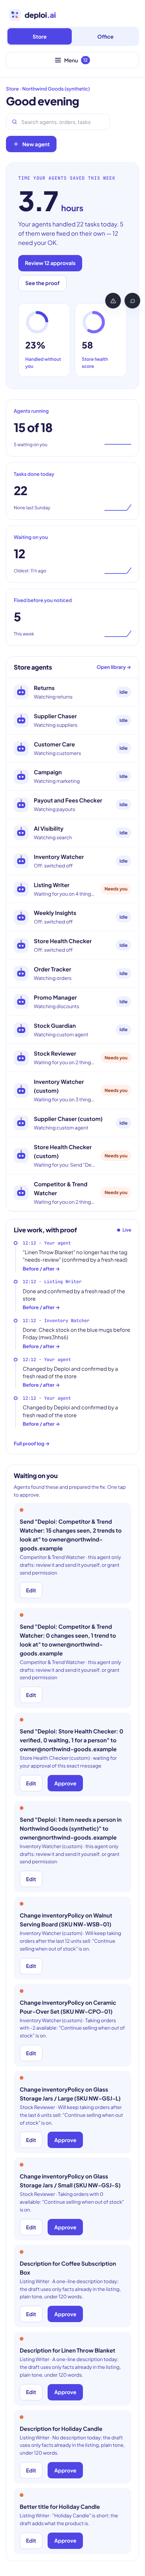 deploi.ai
Store
Office
Menu 12
Store · Northwind Goods (synthetic)
Good evening
Search agents, orders, tasks
New agent
TIME YOUR AGENTS SAVED THIS WEEK
3.7 hours
Your agents handled 22 tasks today. 5
of them were fixed on their own — 12
need your OK.
Review 12 approvals
See the proof
23%
Handled without
you
58
Store health
score
Agents running
15 of 18
5 waiting on you
Tasks done today
22
None last Sunday
Waiting on you
12
Oldest: 11 h ago
Fixed before you noticed
5
This week
Store agents
Open library →
Returns
Watching returns
Idle
Supplier Chaser
Watching suppliers
Idle
Customer Care
Watching customers
Idle
Campaign
Watching marketing
Idle
Payout and Fees Checker
Watching payouts
Idle
AI Visibility
Watching search
Idle
Inventory Watcher
Off: switched off
Idle
Listing Writer
Waiting for you on 4 thing...
Needs you
Weekly Insights
Off: switched off
Idle
Store Health Checker
Off: switched off
Idle
Order Tracker
Watching orders
Idle
Promo Manager
Watching discounts
Idle
Stock Guardian
Watching custom agent
Idle
Stock Reviewer
Waiting for you on 2 thing...
Needs you
Inventory Watcher
(custom)
Waiting for you on 3 thing...
Needs you
Supplier Chaser (custom)
Watching custom agent
Idle
Store Health Checker
(custom)
Waiting for you: Send "De...
Needs you
Competitor & Trend
Watcher
Waiting for you on 2 thing...
Needs you
Live work, with proof
Live
12:12 · Your agent
"Linen Throw Blanket" no longer has the tag
"needs-review" (confirmed by a fresh read)
Before / after →
12:12 · Listing Writer
Done and confirmed by a fresh read of the
store
Before / after →
12:12 · Inventory Watcher
Done: Check stock on the blue mugs before
Friday (mws3hhs6)
Before / after →
12:12 · Your agent
Changed by Deploi and confirmed by a
fresh read of the store
Before / after →
12:12 · Your agent
Changed by Deploi and confirmed by a
fresh read of the store
Before / after →
Full proof log →
Waiting on you
Agents found these and prepared the fix. One tap
to approve.
Send "Deploi: Competitor & Trend
Watcher: 15 changes seen, 2 trends to
look at" to owner@northwind-
goods.example
Competitor & Trend Watcher · this agent only
drafts: review it and send it yourself, or grant
send permission
Edit
Send "Deploi: Competitor & Trend
Watcher: 0 changes seen, 1 trend to
look at" to owner@northwind-
goods.example
Competitor & Trend Watcher · this agent only
drafts: review it and send it yourself, or grant
send permission
Edit
Send "Deploi: Store Health Checker: 0
verified, 0 waiting, 1 for a person" to
owner@northwind-goods.example
Store Health Checker (custom) · waiting for
your approval of this exact message
Edit
Approve
Send "Deploi: 1 item needs a person in
Northwind Goods (synthetic)" to
owner@northwind-goods.example
Inventory Watcher (custom) · this agent only
drafts: review it and send it yourself, or grant
send permission
Edit
Change inventoryPolicy on Walnut
Serving Board (SKU NW-WSB-01)
Inventory Watcher (custom) · Will keep taking
orders after the last 12 units sell: "Continue
selling when out of stock" is on.
Edit
Change inventoryPolicy on Ceramic
Pour-Over Set (SKU NW-CPO-01)
Inventory Watcher (custom) · Taking orders
with -2 available: "Continue selling when out of
stock" is on.
Edit
Change inventoryPolicy on Glass
Storage Jars / Large (SKU NW-GSJ-L)
Stock Reviewer · Will keep taking orders after
the last 6 units sell: "Continue selling when out
of stock" is on.
Edit
Approve
Change inventoryPolicy on Glass
Storage Jars / Small (SKU NW-GSJ-S)
Stock Reviewer · Taking orders with 0
available: "Continue selling when out of stock"
is on.
Edit
Approve
Description for Coffee Subscription
Box
Listing Writer · A one-line description today:
the draft uses only facts already in the listing,
plain tone, under 120 words.
Edit
Approve
Description for Linen Throw Blanket
Listing Writer · A one-line description today:
the draft uses only facts already in the listing,
plain tone, under 120 words.
Edit
Approve
Description for Holiday Candle
Listing Writer · No description today: the draft
uses only facts already in the listing, plain tone,
under 120 words.
Edit
Approve
Better title for Holiday Candle
Listing Writer · "Holiday Candle" is short: the
draft adds what the product is.
Edit
Approve